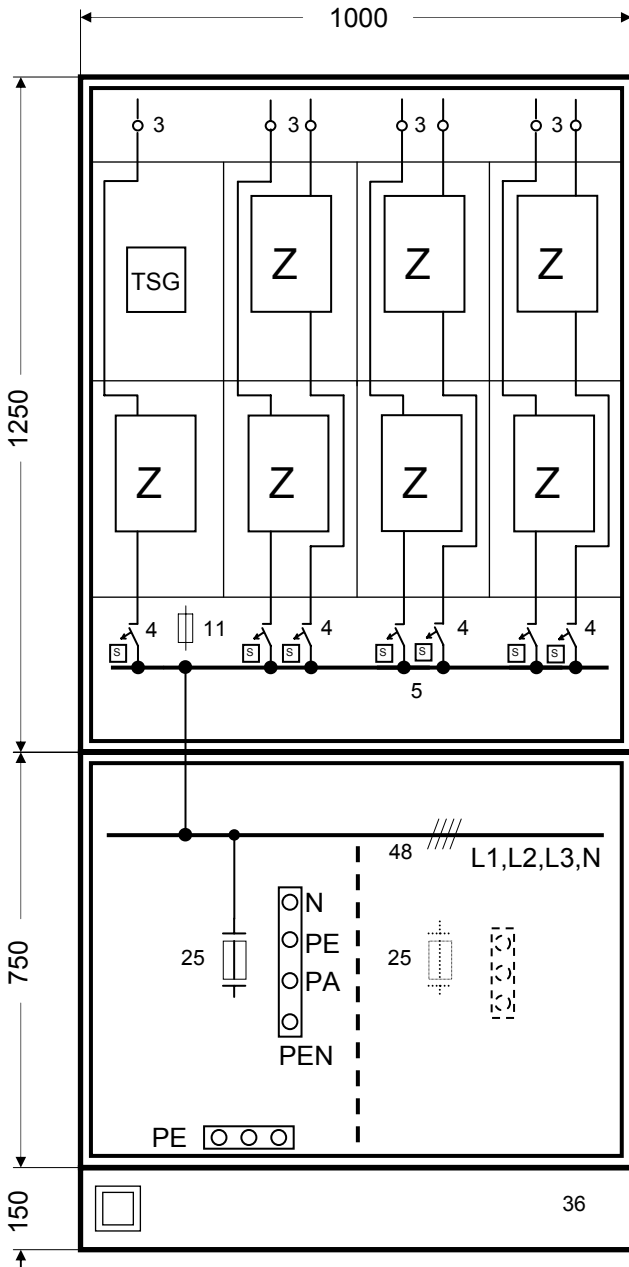 1000
3 3 3 3
Z Z Z
TSG
1250
Z Z Z Z
4 11 4 4 4
S S S S S S S
5
48 L1,L2,L3,N
N
25 PE 25
750
PA
PEN
PE
150
36